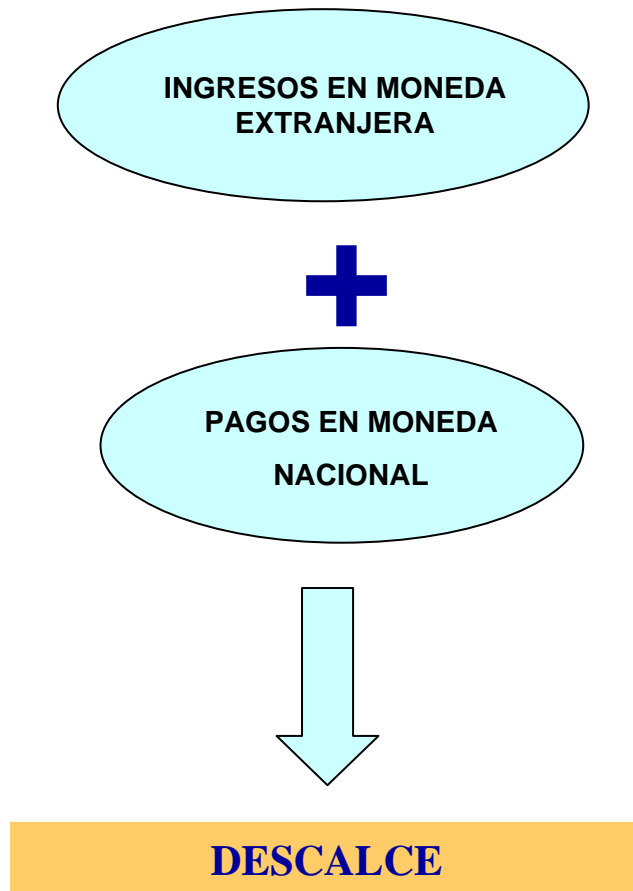 INGRESOS EN MONEDA
EXTRANJERA
PAGOS EN MONEDA
NACIONAL
DESCALCE